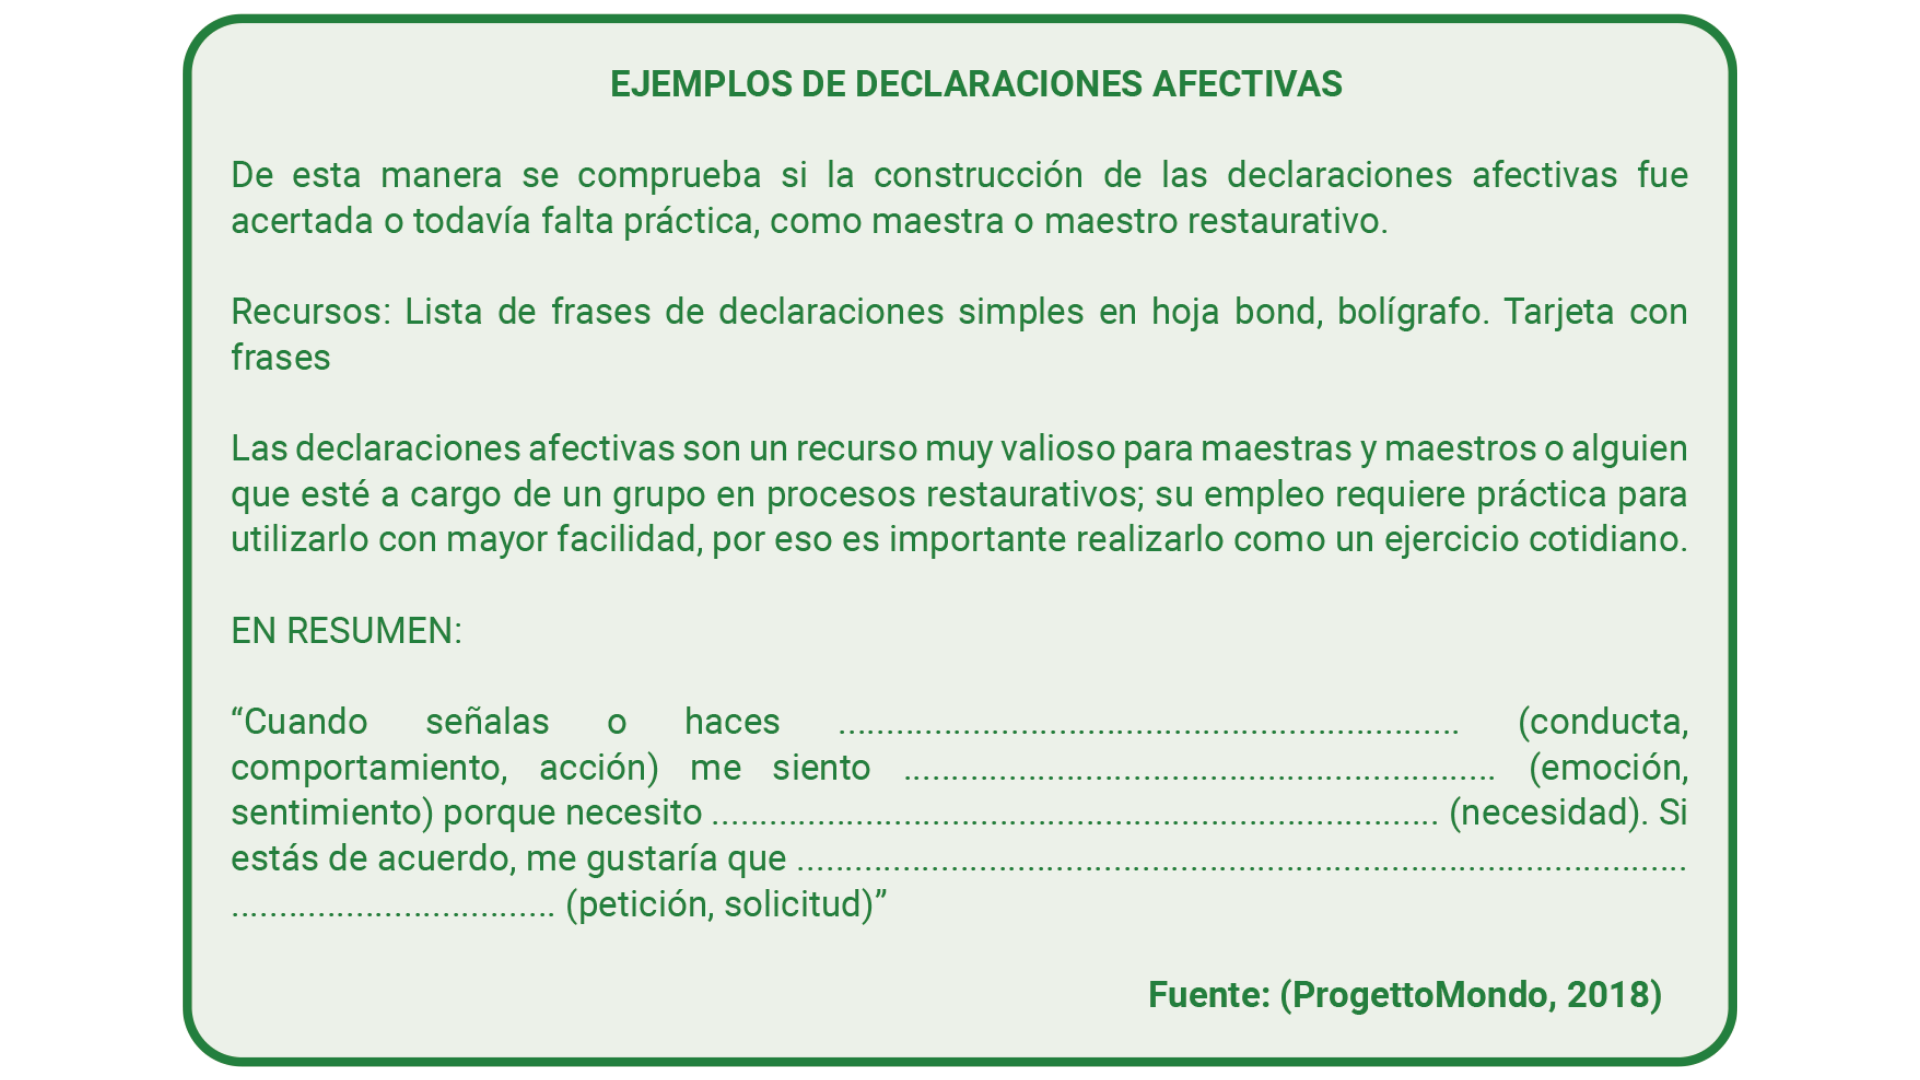 EJEMPLOS DE DECLARACIONES AFECTIVAS
De esta manera se comprueba si la construcción de las declaraciones afectivas fue
acertada o todavía falta práctica, como maestra o maestro restaurativo.
Recursos: Lista de frases de declaraciones simples en hoja bond, bolígrafo. Tarjeta con
frases
Las declaraciones afectivas son un recurso muy valioso para maestras y maestros o alguien
que esté a cargo de un grupo en procesos restaurativos; su empleo requiere práctica para
utilizarlo con mayor facilidad, por eso es importante realizarlo como un ejercicio cotidiano.
EN RESUMEN:
“Cuando señalas o haces ................................................................. (conducta,
comportamiento, acción) me siento .............................................................. (emoción,
sentimiento) porque necesito ............................................................................ (necesidad). Si
estás de acuerdo, me gustaría que .............................................................................................
.................................. (petición, solicitud)”
Fuente: (ProgettoMondo, 2018)